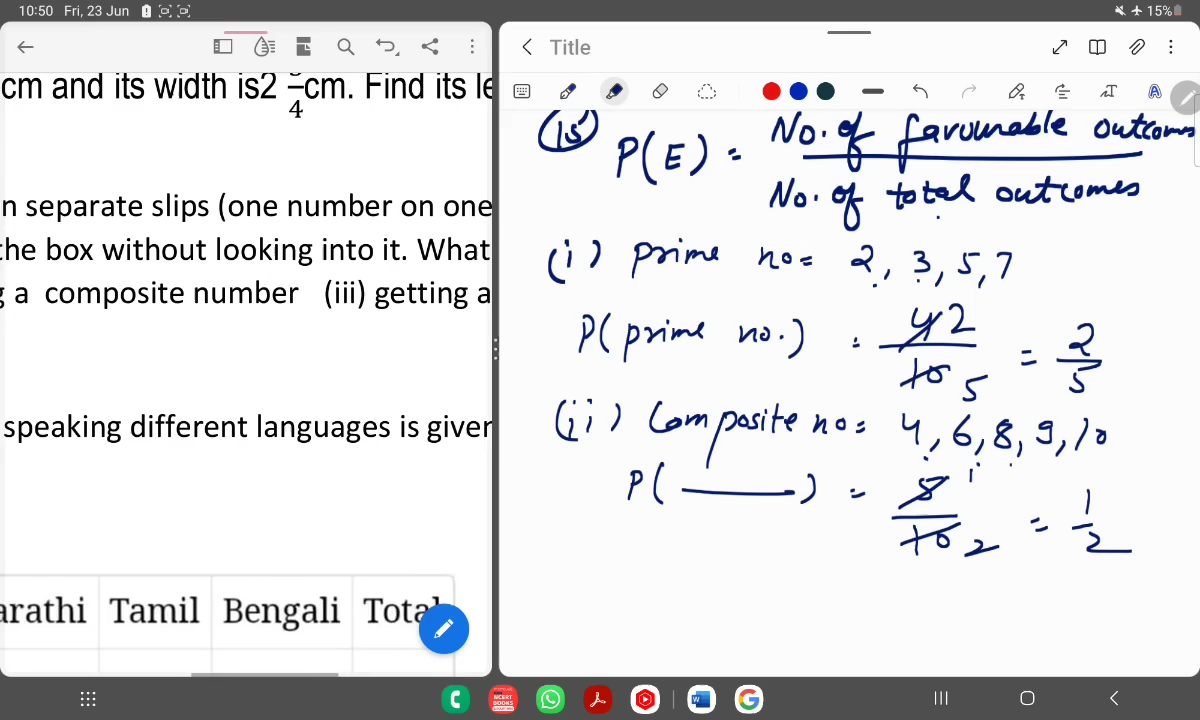 10:50 Fri, 23 Jun
15%
cm and its width is2 4 cm. Find its le
n separate slips (one number on one
the box without looking into it. What
g a composite number (iii) getting a
speaking different languages is given
arathi Tamil Bengali Total
Title
(15) P(E) = No. of favourable outcomes
No. of total outcomes
(i) prime no= 2, 3, 5, 7
P(prime no.) = 4 2 / 10 5 = 2/5
(ii) Composite no= 4, 6, 8, 9, 10
P( ) = 5 1 / 10 2 = 1/2
NCERT
BOOKS